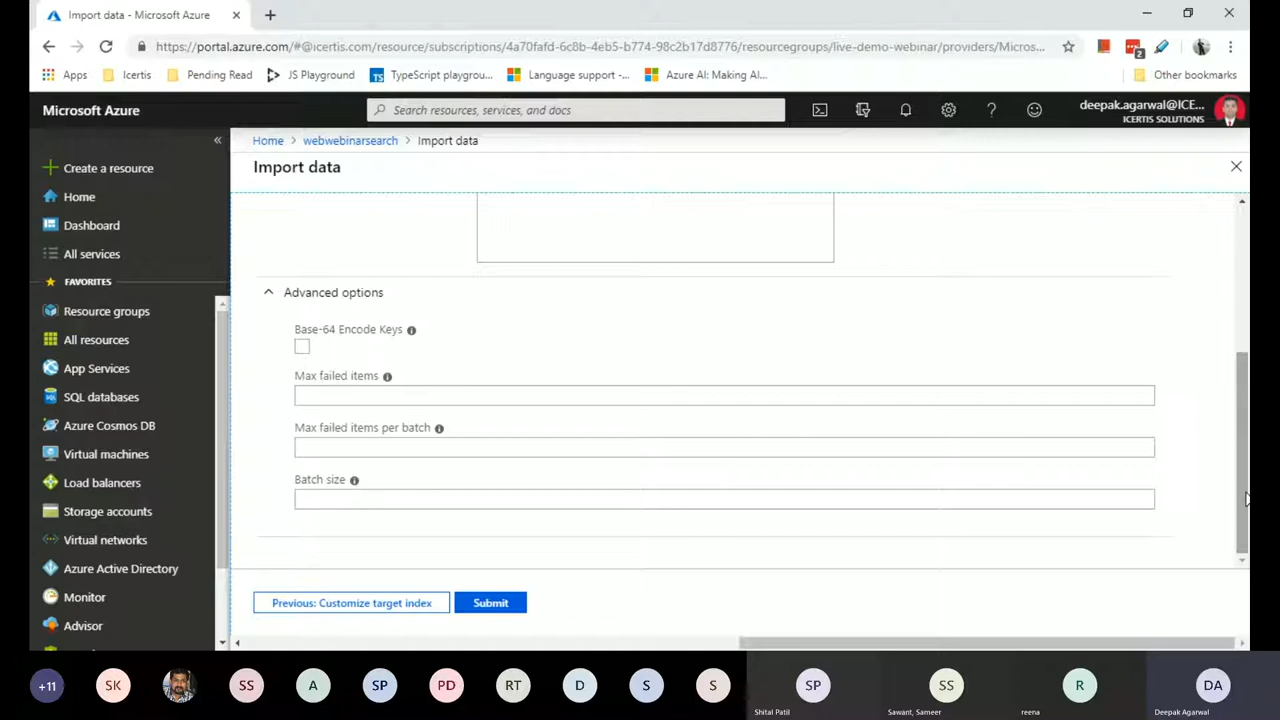 Import data - Microsoft Azure
https://portal.azure.com/#@icertis.com/resource/subscriptions/4a70fafd-6c8b-4eb5-b774-98c2b17d8776/resourcegroups/live-demo-webinar/providers/Micros...
2
Apps
Icertis
Pending Read
JS Playground
TS
TypeScript playgrou...
Language support -...
Azure AI: Making AI...
Other bookmarks
Microsoft Azure
Search resources, services, and docs
deepak.agarwal@ICE...
ICERTIS SOLUTIONS
Home > webwebinarsearch > Import data
Import data
Create a resource
Home
Dashboard
All services
FAVORITES
Resource groups
All resources
App Services
SQL databases
Azure Cosmos DB
Virtual machines
Load balancers
Storage accounts
Virtual networks
Azure Active Directory
Monitor
Advisor
Advanced options
Base-64 Encode Keys
Max failed items
Max failed items per batch
Batch size
Previous: Customize target index
Submit
+11
SK
SS
A
SP
PD
RT
D
S
S
SP
SS
R
DA
Shital Patil
Sawant, Sameer
reena
Deepak Agarwal